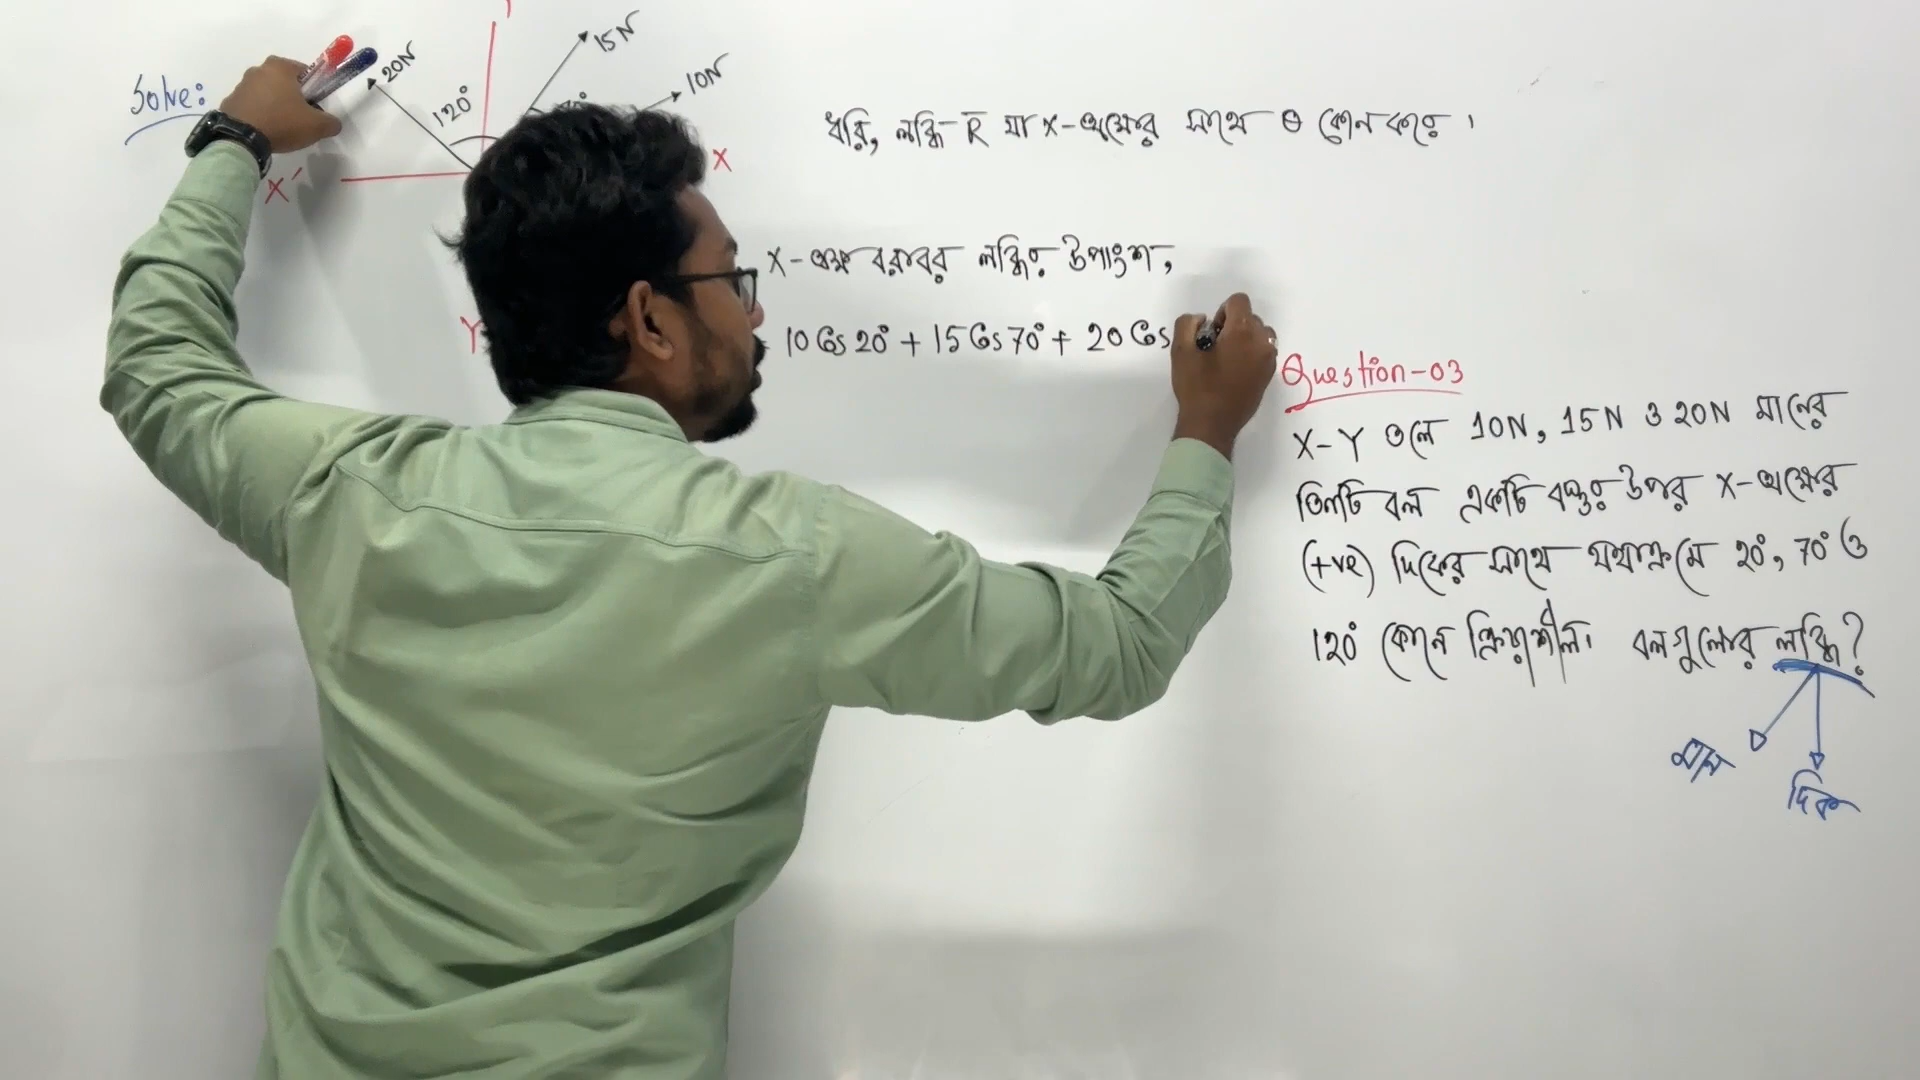 Solve:
20N
120°
15N
10N
X
X′
Y
ধরি, লব্ধি R̅ যা X-অক্ষের সাথে θ কোন করে।
X-অক্ষ বরাবর লব্ধির উপাংশ,
10 Cos 20° + 15 Cos 70° + 20 Cos
Question-03
X-Y তলে 10N, 15N ও 20N মানের
তিনটি বল একটি বস্তুর উপর X-অক্ষের
(+ve) দিকের সাথে যথাক্রমে 20°, 70° ও
120° কোনে ক্রিয়াশীল। বলগুলোর লব্ধি?
মান
দিক